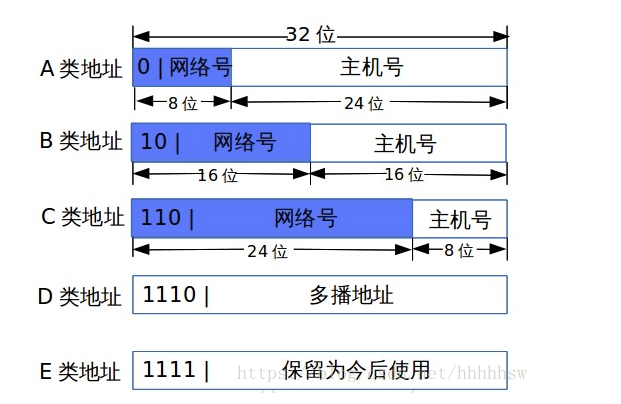 32 位
A 类地址 0 | 网络号 主机号
8 位 24 位
B 类地址 10 | 网络号 主机号
16 位 16 位
C 类地址 110 | 网络号 主机号
24 位 8 位
D 类地址 1110 | 多播地址
E 类地址 1111 | 保留为今后使用